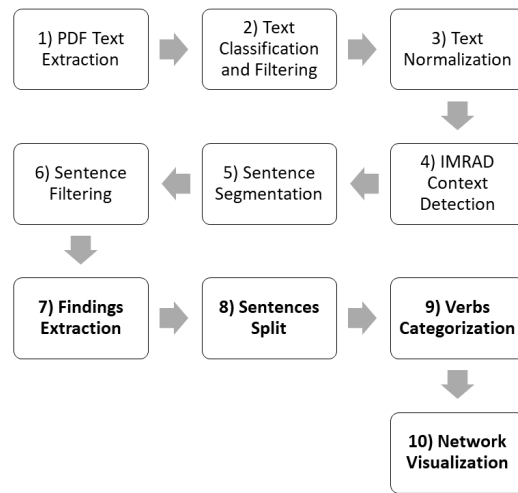 1) PDF Text
Extraction
2) Text
Classification
and Filtering
3) Text
Normalization
4) IMRAD
Context
Detection
5) Sentence
Segmentation
6) Sentence
Filtering
7) Findings
Extraction
8) Sentences
Split
9) Verbs
Categorization
10) Network
Visualization